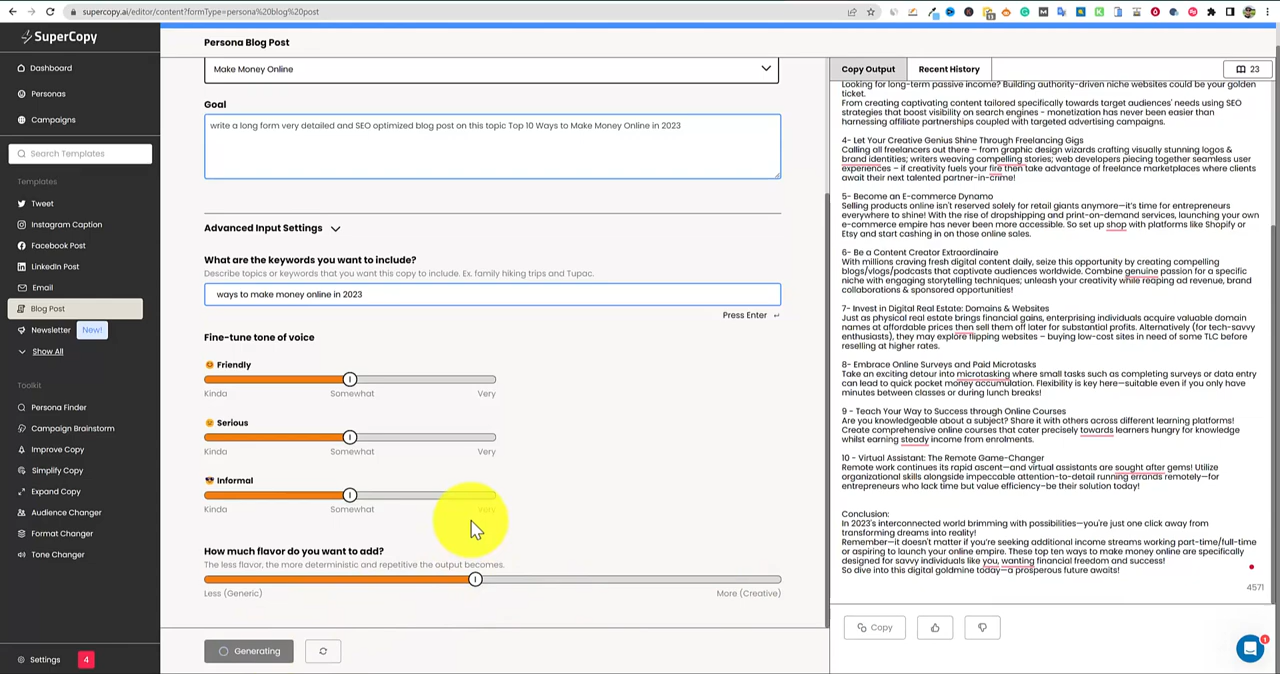 supercopy.ai/editor/content?formType=persona%20blog%20post
SuperCopy
Dashboard
Personas
Campaigns
Search Templates
Templates
Tweet
Instagram Caption
Facebook Post
LinkedIn Post
Email
Blog Post
Newsletter New!
Show All
Toolkit
Persona Finder
Campaign Brainstorm
Improve Copy
Simplify Copy
Expand Copy
Audience Changer
Format Changer
Tone Changer
Settings 4
Persona Blog Post
Make Money Online
Goal
write a long form very detailed and SEO optimized blog post on this topic Top 10 Ways to Make Money Online in 2023
Advanced Input Settings
What are the keywords you want to include?
Describe topics or keywords that you want this copy to include. Ex. family hiking trips and Tupac.
ways to make money online in 2023
Press Enter
Fine-tune tone of voice
Friendly
Kinda Somewhat Very
Serious
Kinda Somewhat Very
Informal
Kinda Somewhat Very
How much flavor do you want to add?
The less flavor, the more deterministic and repetitive the output becomes.
Less (Generic) More (Creative)
Generating
Copy Output Recent History 23
Looking for long-term passive income? Building authority-driven niche websites could be your golden
ticket.
From creating captivating content tailored specifically towards target audiences' needs using SEO
strategies that boost visibility on search engines - monetization has never been easier than
harnessing affiliate partnerships coupled with targeted advertising campaigns.
4- Let Your Creative Genius Shine Through Freelancing Gigs
Calling all freelancers out there – from graphic design wizards crafting visually stunning logos &
brand identities; writers weaving compelling stories; web developers piecing together seamless user
experiences – if creativity fuels your fire then take advantage of freelance marketplaces where clients
await their next talented partner-in-crime!
5- Become an E-commerce Dynamo
Selling products online isn't reserved solely for retail giants anymore—it's time for entrepreneurs
everywhere to shine! With the rise of dropshipping and print-on-demand services, launching your own
e-commerce empire has never been more accessible. So set up shop with platforms like Shopify or
Etsy and start cashing in on those online sales.
6- Be a Content Creator Extraordinaire
With millions craving fresh digital content daily, seize this opportunity by creating compelling
blogs/vlogs/podcasts that captivate audiences worldwide. Combine genuine passion for a specific
niche with engaging storytelling techniques; unleash your creativity while reaping ad revenue, brand
collaborations & sponsored opportunities!
7- Invest in Digital Real Estate: Domains & Websites
Just as physical real estate brings financial gains, enterprising individuals acquire valuable domain
names at affordable prices then sell them off later for substantial profits. Alternatively (for tech-savvy
enthusiasts), they may explore flipping websites – buying low-cost sites in need of some TLC before
reselling at higher rates.
8- Embrace Online Surveys and Paid Microtasks
Take an exciting detour into microtasking where small tasks such as completing surveys or data entry
can lead to quick pocket money accumulation. Flexibility is key here—suitable even if you only have
minutes between classes or during lunch breaks!
9 - Teach Your Way to Success through Online Courses
Are you knowledgeable about a subject? Share it with others across different learning platforms!
Create comprehensive online courses that cater precisely towards learners hungry for knowledge
whilst earning steady income from enrolments.
10 - Virtual Assistant: The Remote Game-Changer
Remote work continues its rapid ascent—and virtual assistants are sought after gems! Utilize
organizational skills alongside impeccable attention-to-detail running errands remotely—for
entrepreneurs who lack time but value efficiency–be their solution today!
Conclusion:
In 2023's interconnected world brimming with possibilities—you're just one click away from
transforming dreams into reality!
Remember—it doesn't matter if you're seeking additional income streams working part-time/full-time
or aspiring to launch your online empire. These top ten ways to make money online are specifically
designed for savvy individuals like you, wanting financial freedom and success!
So dive into this digital goldmine today—a prosperous future awaits!
4571
Copy
1